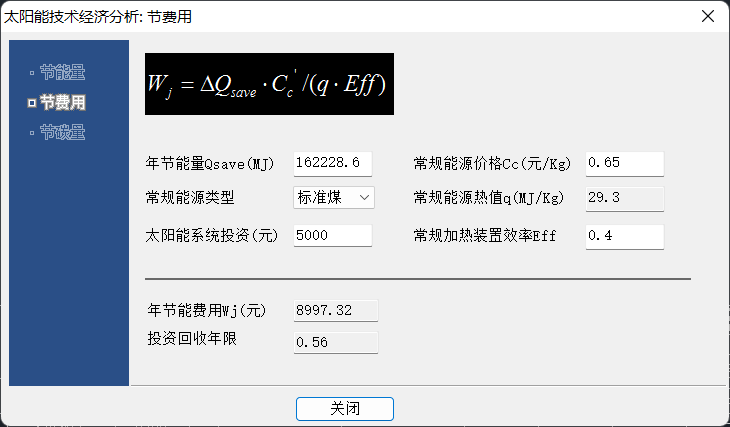 太阳能技术经济分析: 节费用
节能量
节费用
节碳量
Wj = ΔQsave · Cc' /(q · Eff)
年节能量Qsave(MJ) 162228.6 常规能源价格Cc(元/Kg) 0.65
常规能源类型 标准煤 常规能源热值q(MJ/Kg) 29.3
太阳能系统投资(元) 5000 常规加热装置效率Eff 0.4
年节能费用Wj(元) 8997.32
投资回收年限 0.56
关闭